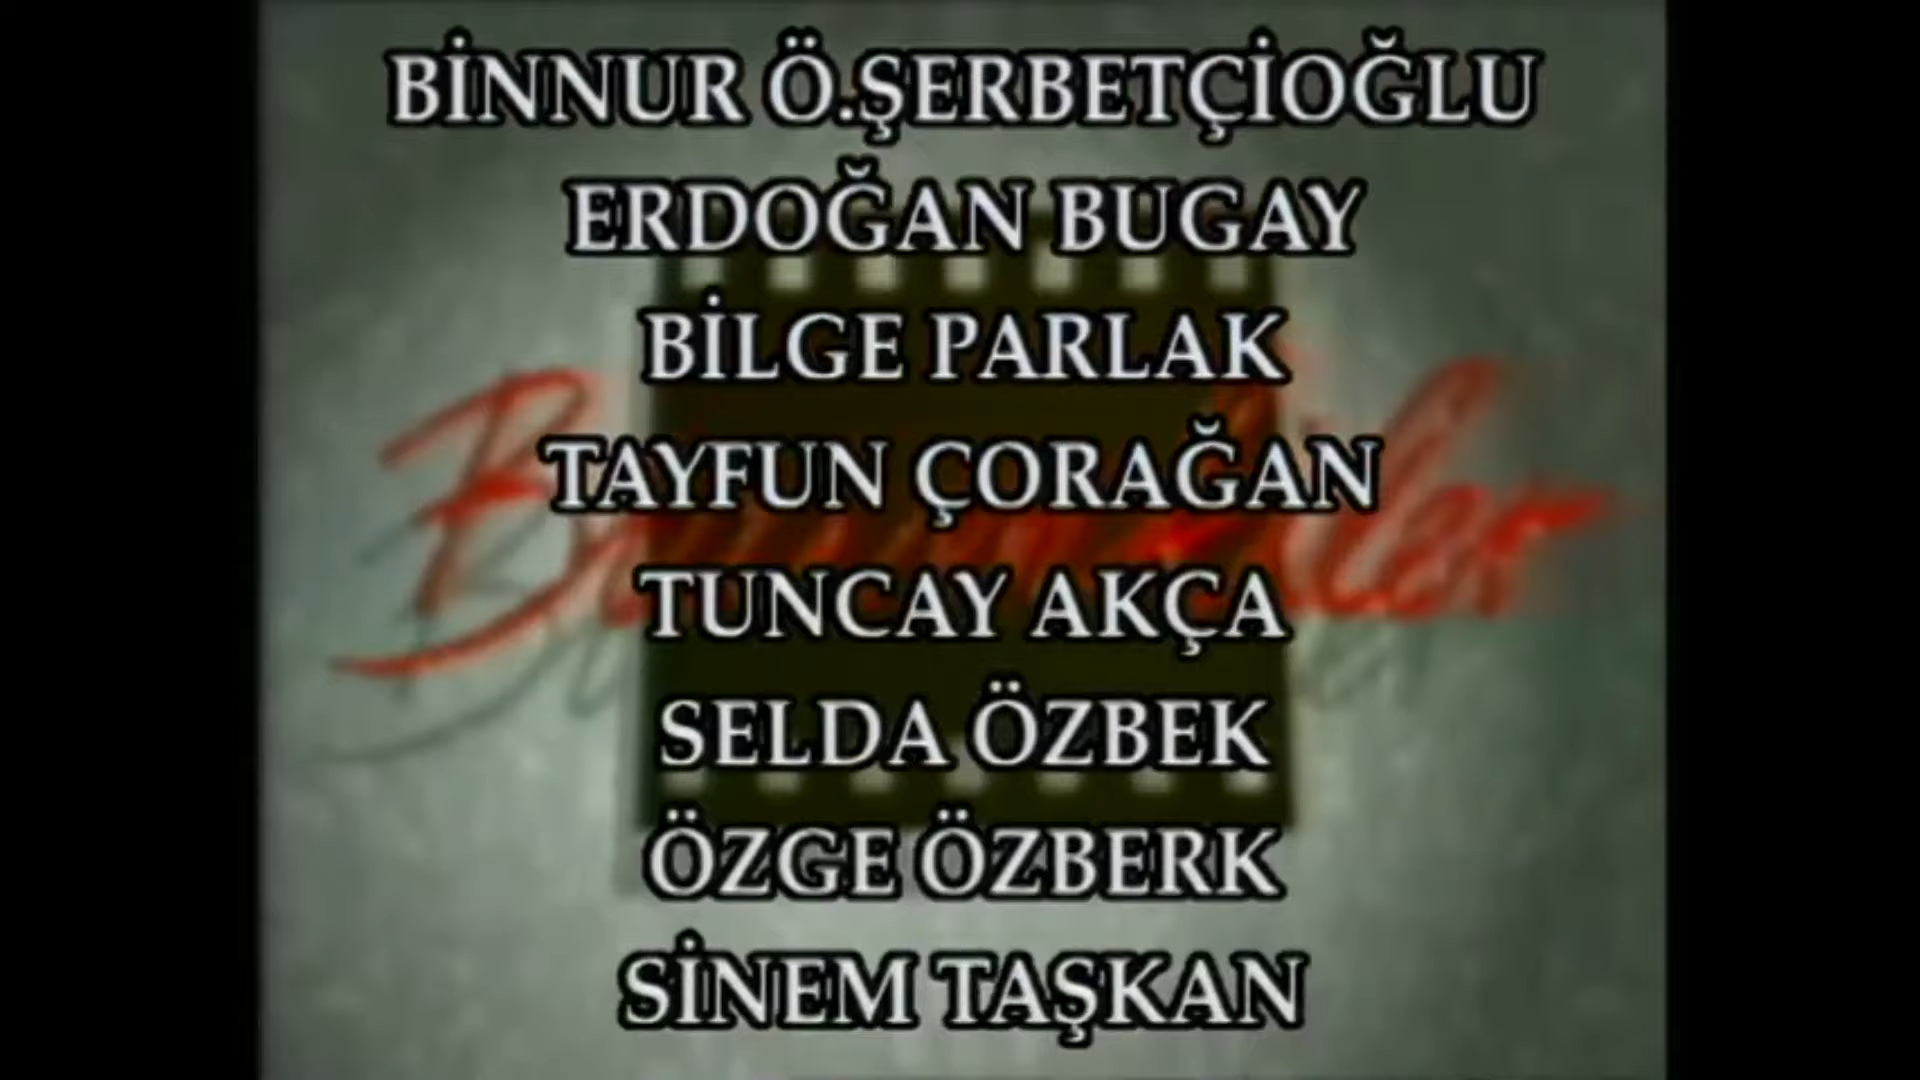 BİNNUR Ö.ŞERBETÇİOĞLU
ERDOĞAN BUGAY
BİLGE PARLAK
TAYFUN ÇORAĞAN
TUNCAY AKÇA
SELDA ÖZBEK
ÖZGE ÖZBERK
SİNEM TAŞKAN